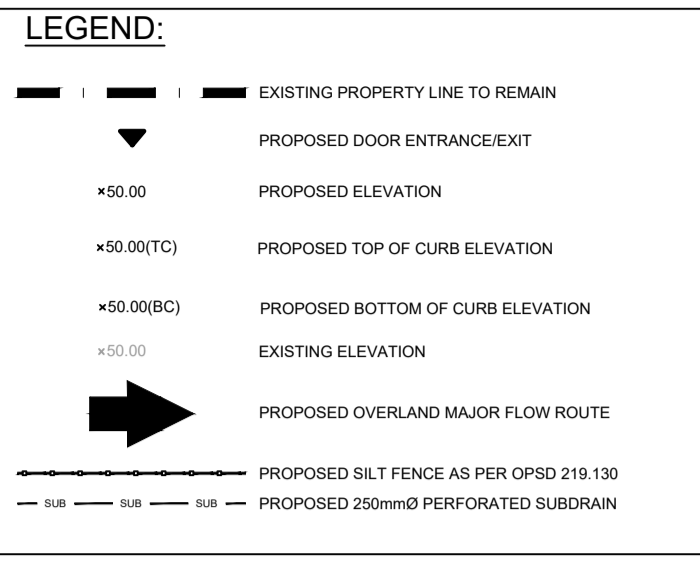 LEGEND:
EXISTING PROPERTY LINE TO REMAIN
PROPOSED DOOR ENTRANCE/EXIT
×50.00 PROPOSED ELEVATION
×50.00(TC) PROPOSED TOP OF CURB ELEVATION
×50.00(BC) PROPOSED BOTTOM OF CURB ELEVATION
×50.00 EXISTING ELEVATION
PROPOSED OVERLAND MAJOR FLOW ROUTE
PROPOSED SILT FENCE AS PER OPSD 219.130
SUB SUB SUB PROPOSED 250mmØ PERFORATED SUBDRAIN